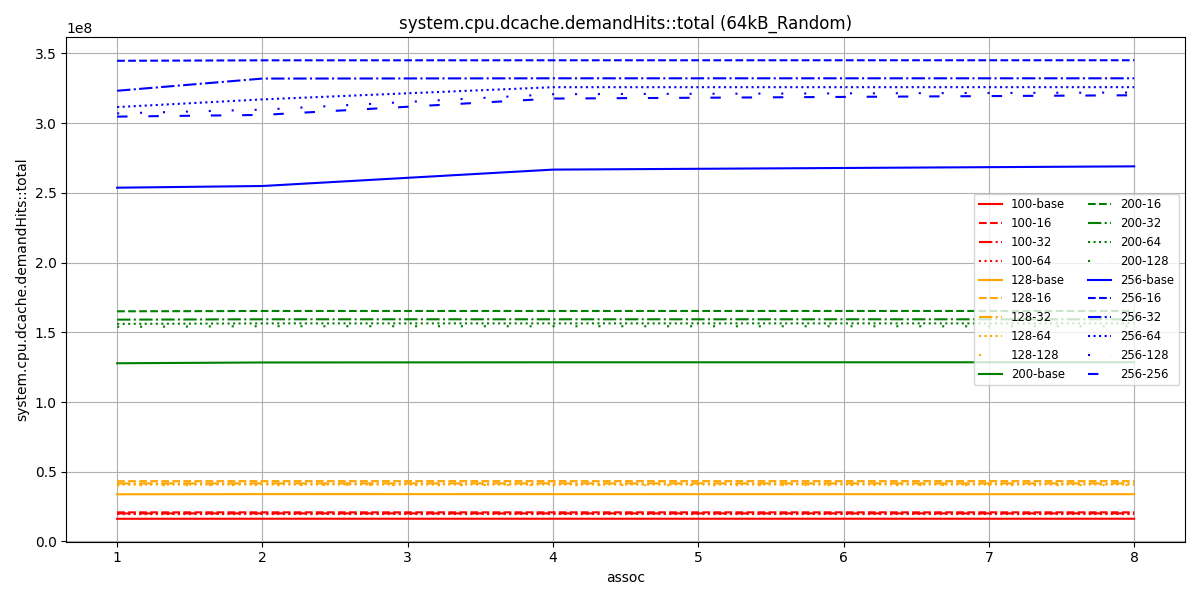 system.cpu.dcache.demandHits::total (64kB_Random)
1e8
system.cpu.dcache.demandHits::total
3.5
3.0
2.5
2.0
1.5
1.0
0.5
0.0
1 2 3 4 5 6 7 8
assoc
100-base
100-16
100-32
100-64
128-base
128-16
128-32
128-64
128-128
200-base
200-16
200-32
200-64
200-128
256-base
256-16
256-32
256-64
256-128
256-256